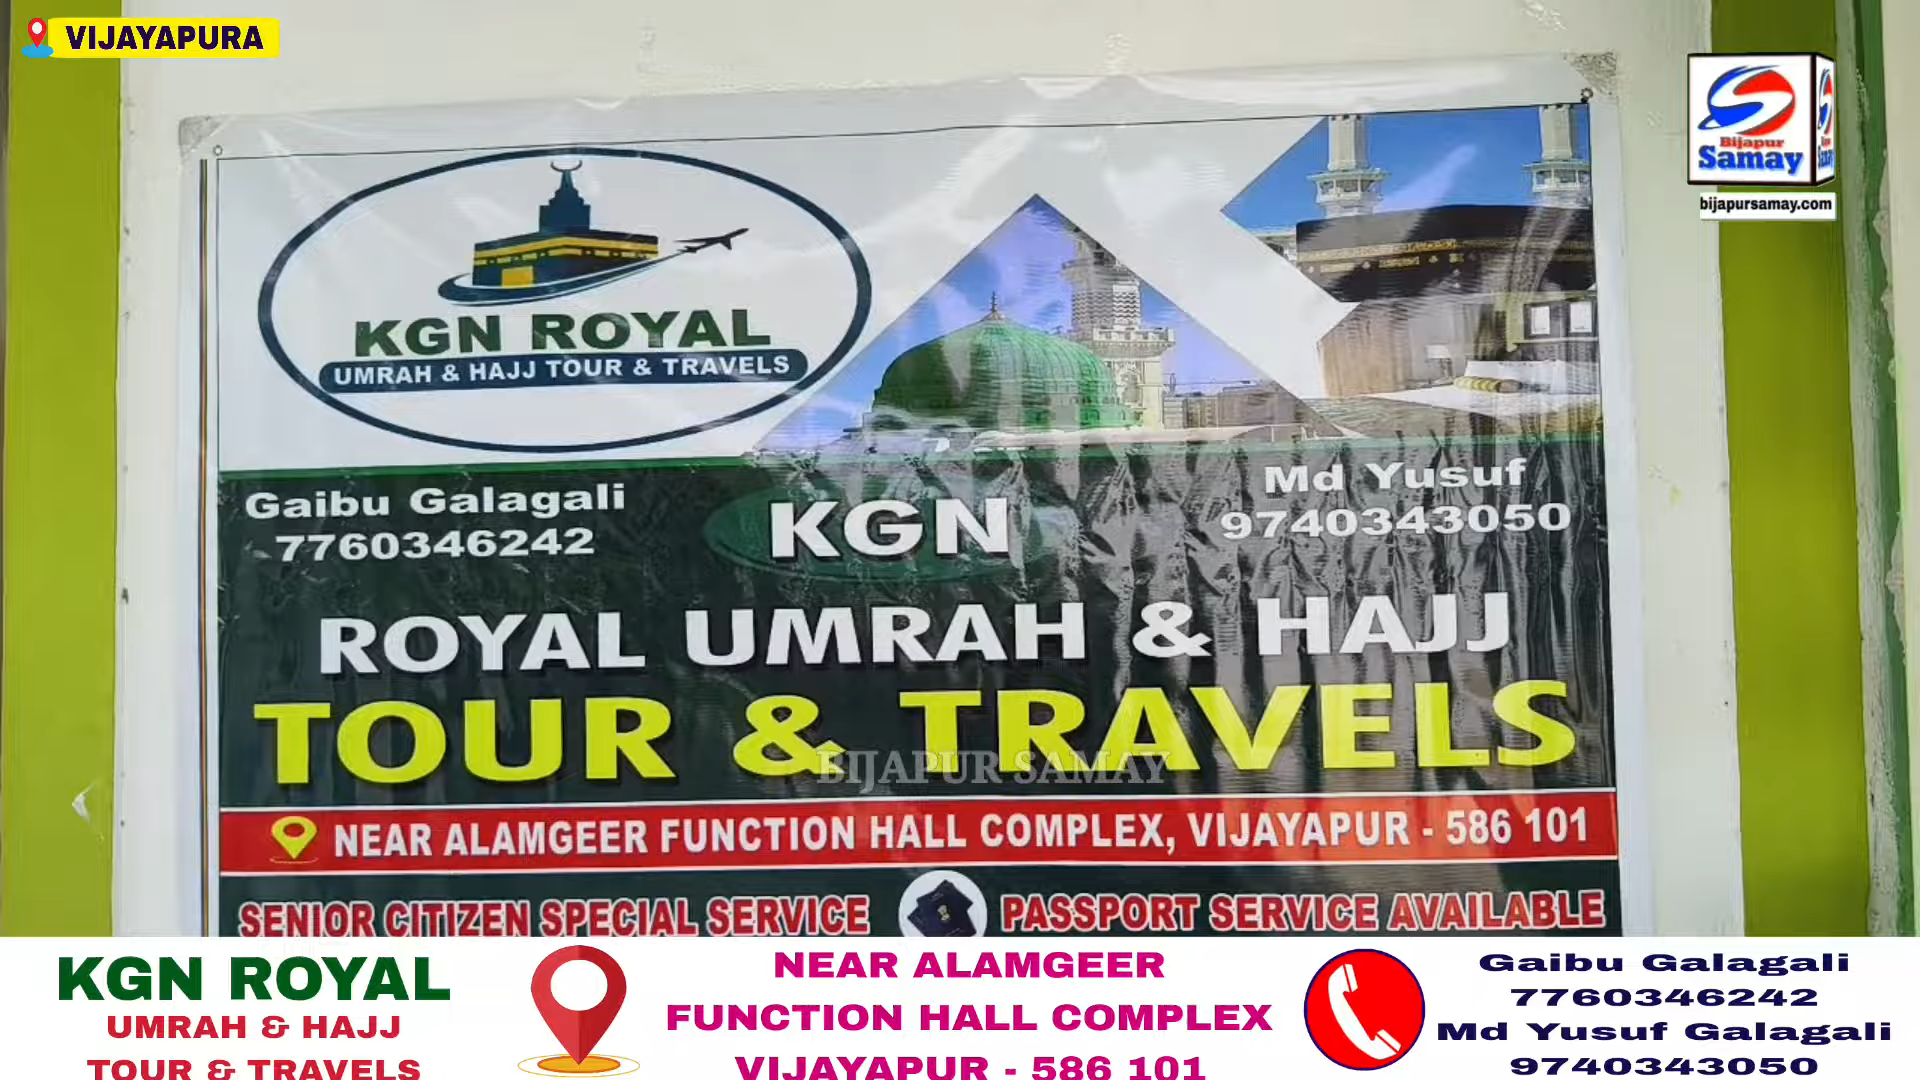 VIJAYAPURA
Bijapur
Samay
bijapursamay.com
KGN ROYAL
UMRAH & HAJJ TOUR & TRAVELS
Gaibu Galagali
7760346242
KGN
Md Yusuf
9740343050
ROYAL UMRAH & HAJJ
TOUR & TRAVELS
BIJAPUR SAMAY
NEAR ALAMGEER FUNCTION HALL COMPLEX, VIJAYAPUR - 586 101
SENIOR CITIZEN SPECIAL SERVICE
PASSPORT SERVICE AVAILABLE
KGN ROYAL
UMRAH & HAJJ
TOUR & TRAVELS
NEAR ALAMGEER
FUNCTION HALL COMPLEX
VIJAYAPUR - 586 101
Gaibu Galagali
7760346242
Md Yusuf Galagali
9740343050